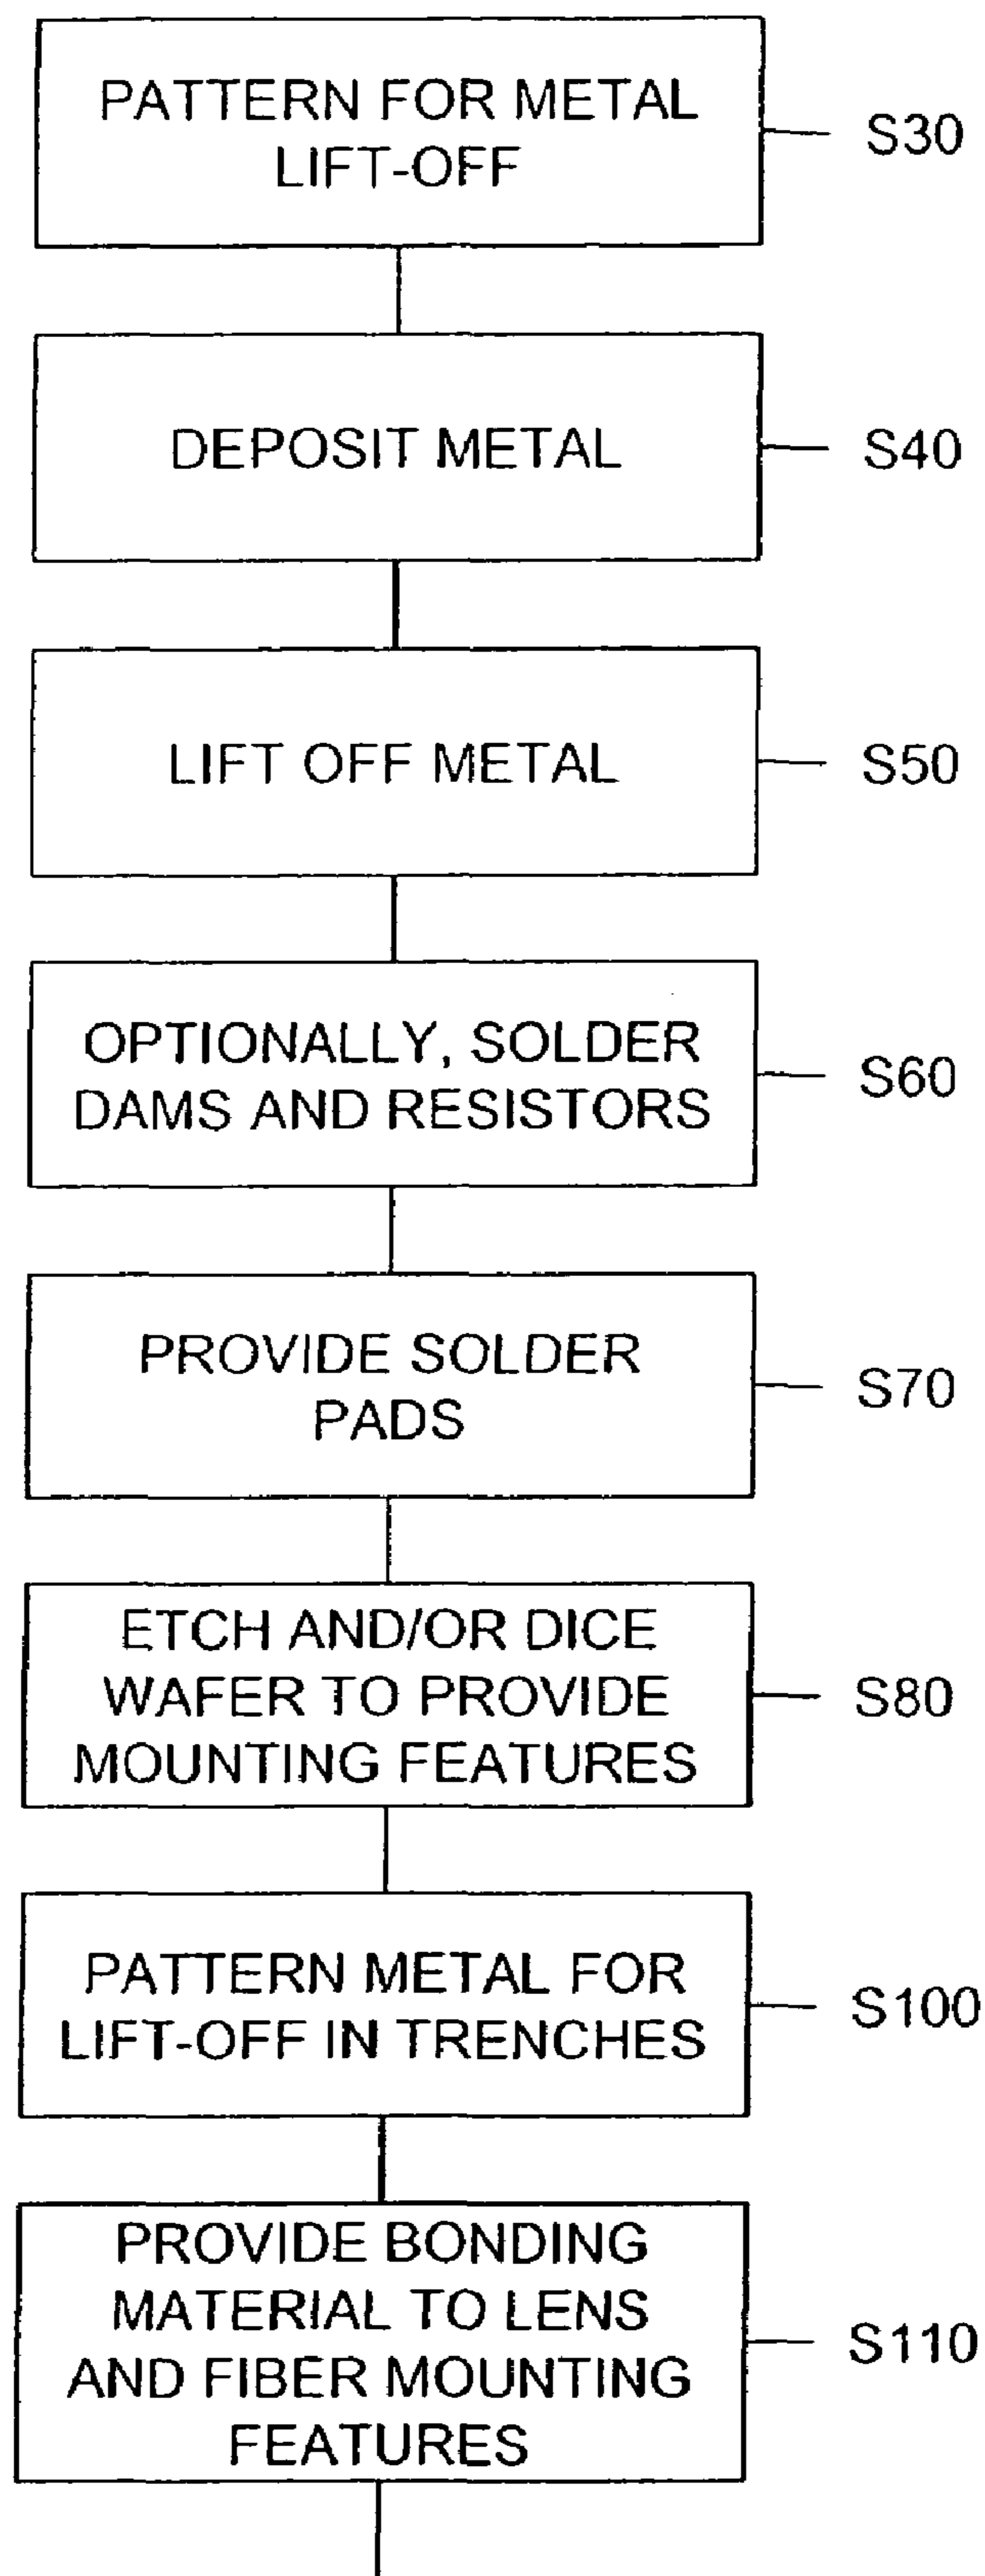 PATTERN FOR METAL
LIFT-OFF
S30
DEPOSIT METAL
S40
LIFT OFF METAL
S50
OPTIONALLY, SOLDER
DAMS AND RESISTORS
S60
PROVIDE SOLDER
PADS
S70
ETCH AND/OR DICE
WAFER TO PROVIDE
MOUNTING FEATURES
S80
PATTERN METAL FOR
LIFT-OFF IN TRENCHES
S100
PROVIDE BONDING
MATERIAL TO LENS
AND FIBER MOUNTING
FEATURES
S110